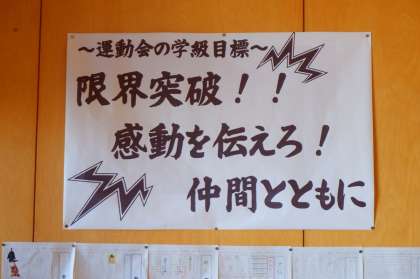 ～運動会の学級目標～
限界突破！！
感動を伝えろ！
仲間とともに